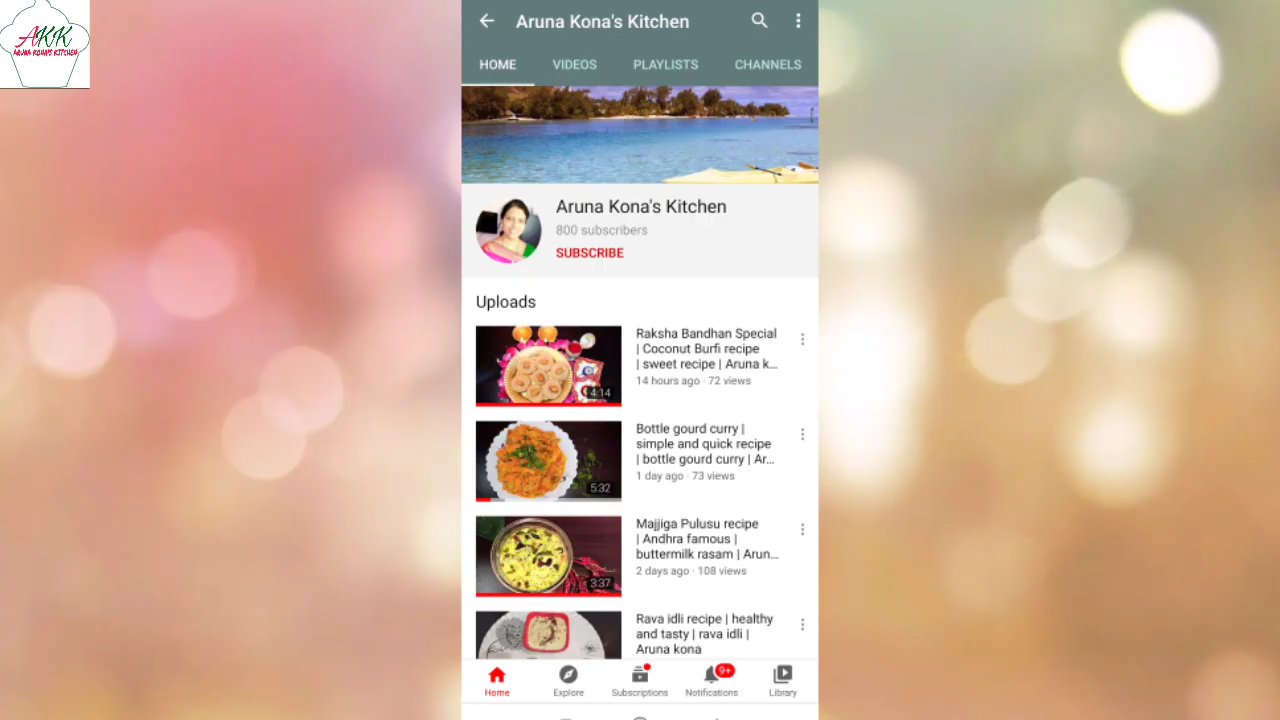 AKK
ARUNA KONA'S KITCHEN
Aruna Kona's Kitchen
HOME VIDEOS PLAYLISTS CHANNELS
Aruna Kona's Kitchen
800 subscribers
SUBSCRIBE
Uploads
Raksha Bandhan Special
| Coconut Burfi recipe
| sweet recipe | Aruna k...
14 hours ago · 72 views
4:14
Bottle gourd curry |
simple and quick recipe
| bottle gourd curry | Ar...
1 day ago · 73 views
5:32
Majjiga Pulusu recipe
| Andhra famous |
buttermilk rasam | Arun...
2 days ago · 108 views
3:37
Rava idli recipe | healthy
and tasty | rava idli |
Aruna kona
9+
Home Explore Subscriptions Notifications Library